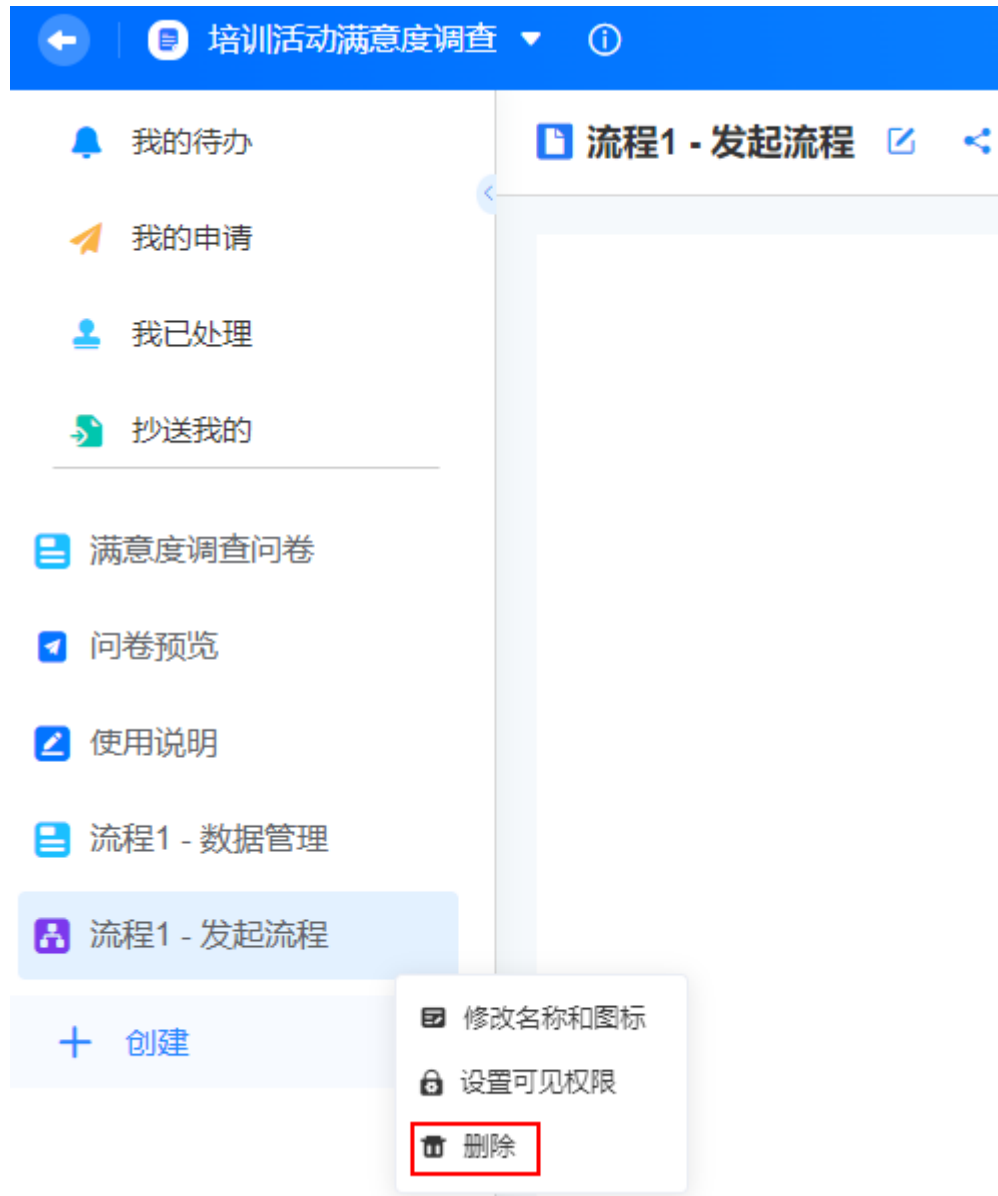 培训活动满意度调查
我的待办
我的申请
我已处理
抄送我的
满意度调查问卷
问卷预览
使用说明
流程1 - 数据管理
流程1 - 发起流程
创建
流程1 - 发起流程
修改名称和图标
设置可见权限
删除